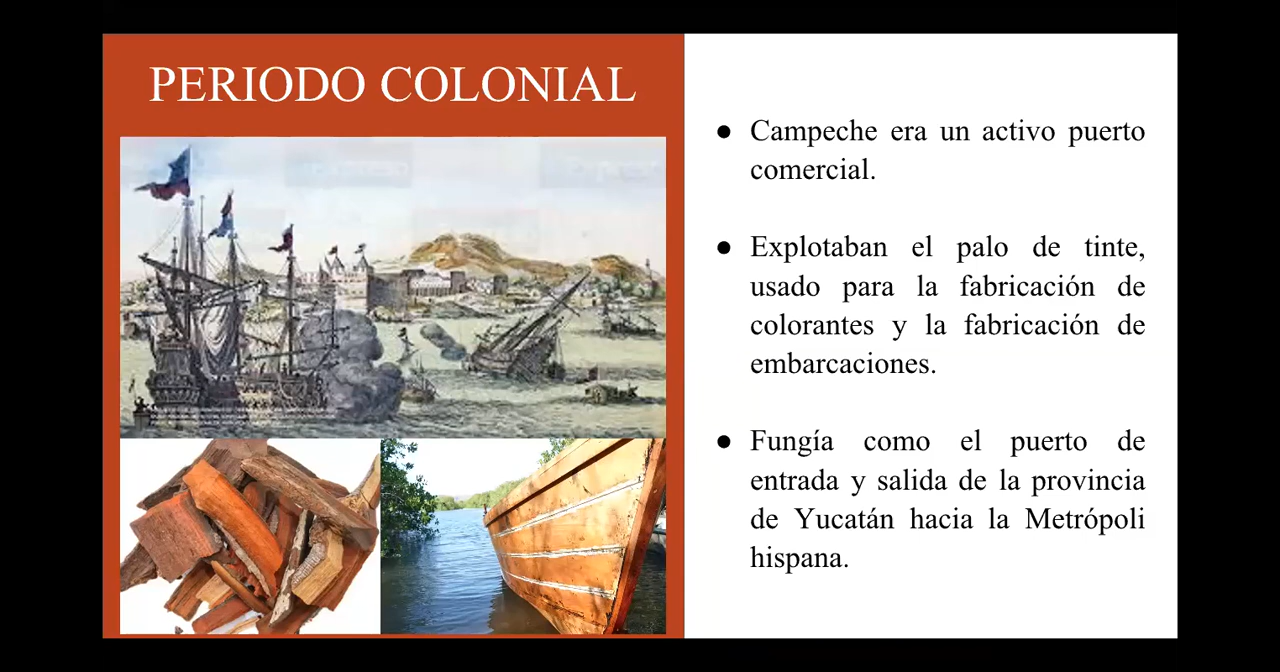 PERIODO COLONIAL
● Campeche era un activo puerto
comercial.
● Explotaban el palo de tinte,
usado para la fabricación de
colorantes y la fabricación de
embarcaciones.
● Fungía como el puerto de
entrada y salida de la provincia
de Yucatán hacia la Metrópoli
hispana.